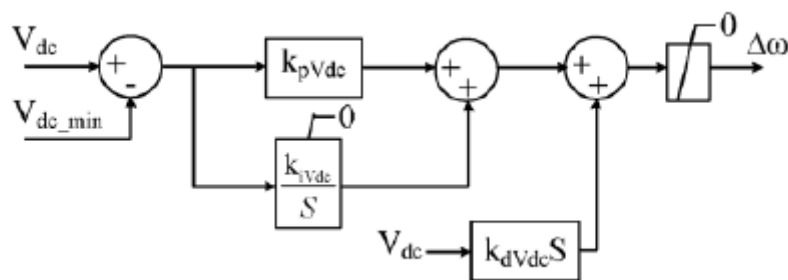 V_dc
V_dc_min
+
-
k_pVdc
+
+
+
+
0
Δω
0
k_iVdc
S
V_dc
k_dVdc S